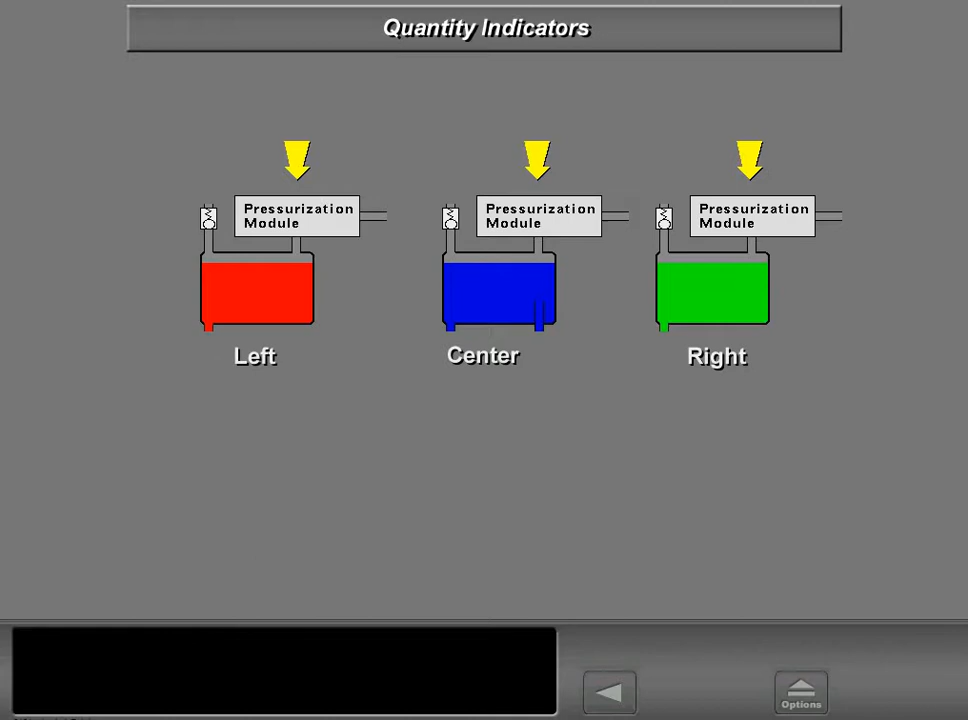 Quantity Indicators
Pressurization
Module
Pressurization
Module
Pressurization
Module
Left
Center
Right
Options